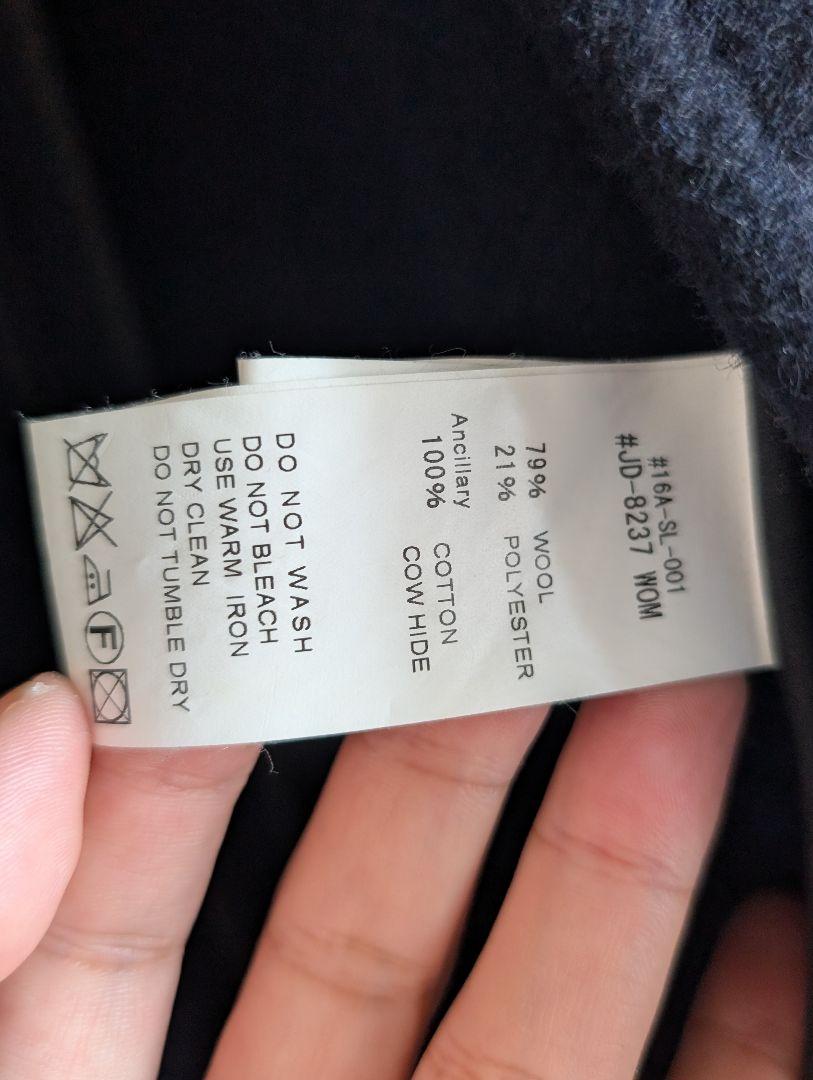 #16A-SL-001
#JD-8237 WOM
79% WOOL
21% POLYESTER
Ancillary
100% COTTON
COW HIDE
DO NOT WASH
DO NOT BLEACH
USE WARM IRON
DRY CLEAN
DO NOT TUMBLE DRY
F